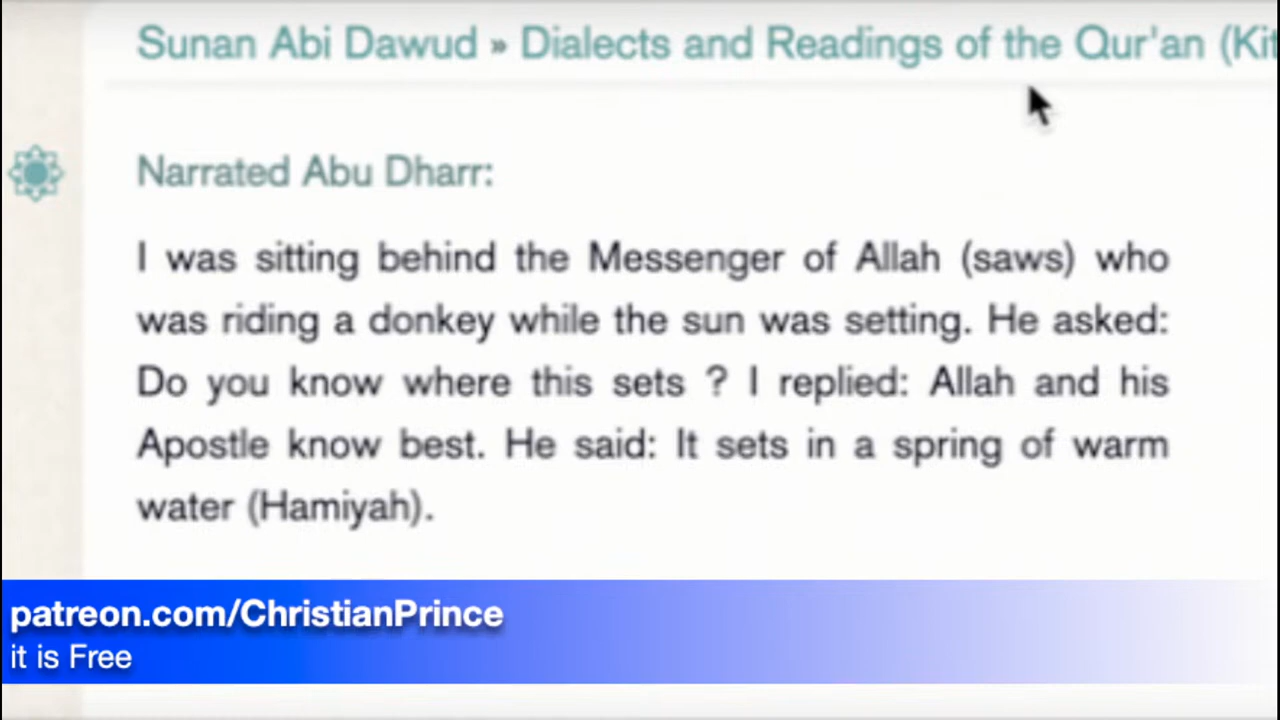 Sunan Abi Dawud » Dialects and Readings of the Qur'an (Kit
Narrated Abu Dharr:
I was sitting behind the Messenger of Allah (saws) who
was riding a donkey while the sun was setting. He asked:
Do you know where this sets ? I replied: Allah and his
Apostle know best. He said: It sets in a spring of warm
water (Hamiyah).
patreon.com/ChristianPrince
it is Free